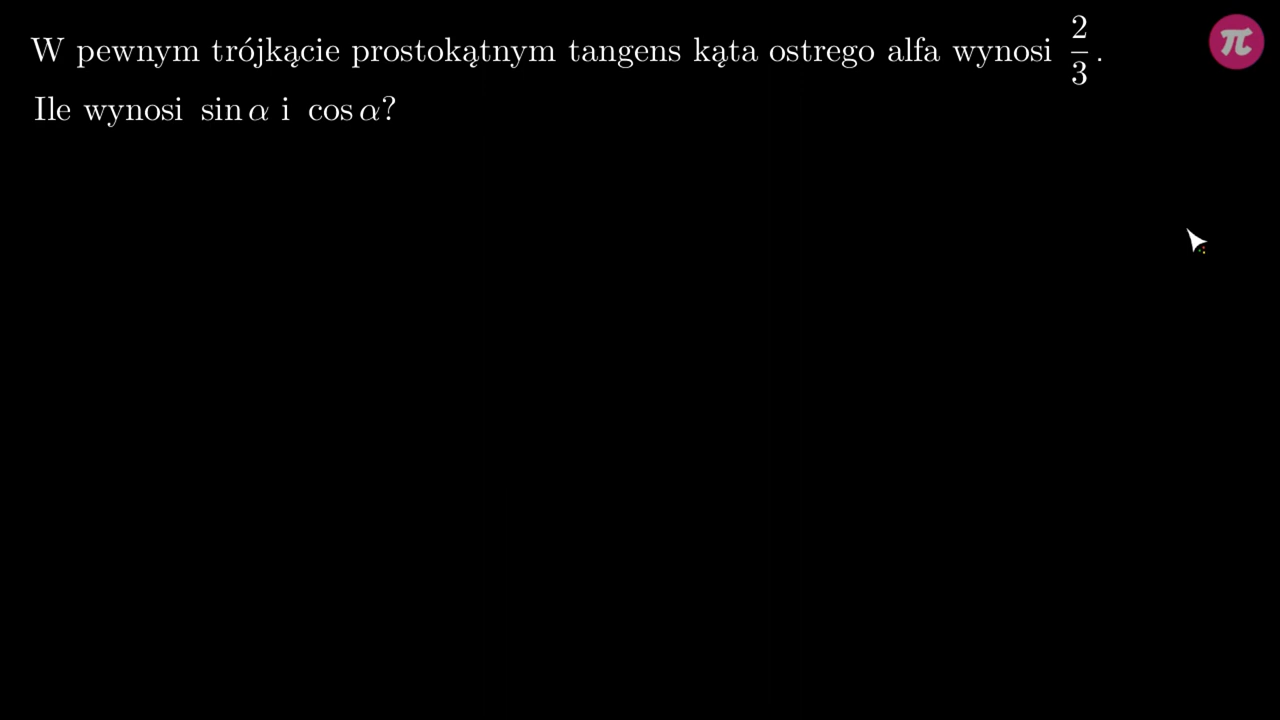 W pewnym trójkącie prostokątnym tangens kąta ostrego alfa wynosi 2/3.
Ile wynosi sin α i cos α?
π